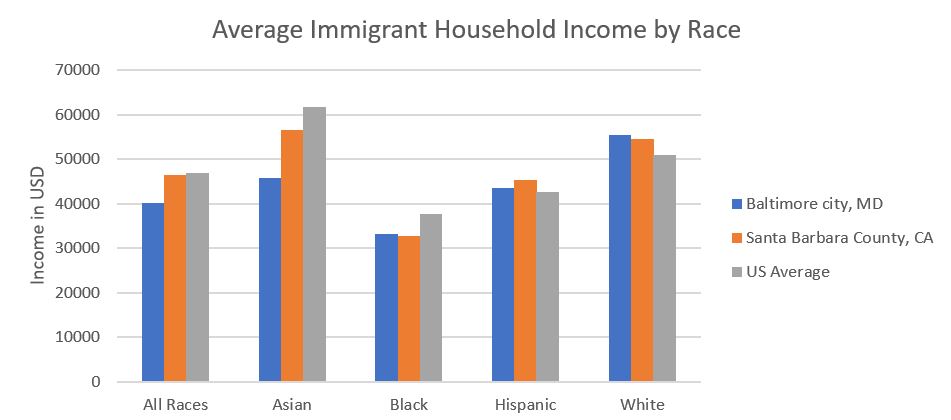 Average Immigrant Household Income by Race
Income in USD
70000
60000
50000
40000
30000
20000
10000
0
All Races
Asian
Black
Hispanic
White
Baltimore city, MD
Santa Barbara County, CA
US Average